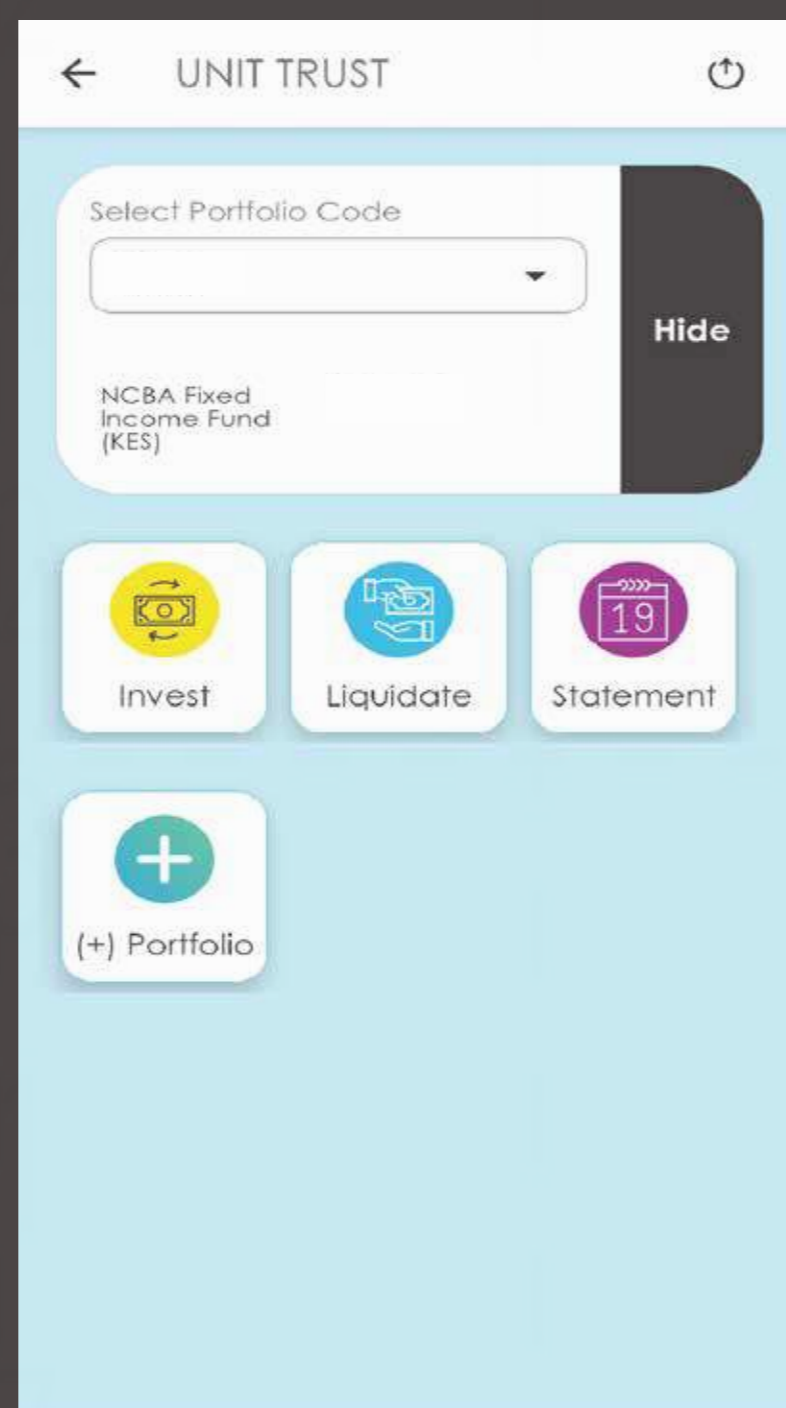 UNIT TRUST
Select Portfolio Code
Hide
NCBA Fixed
Income Fund
(KES)
19
Invest
Liquidate
Statement
(+) Portfolio